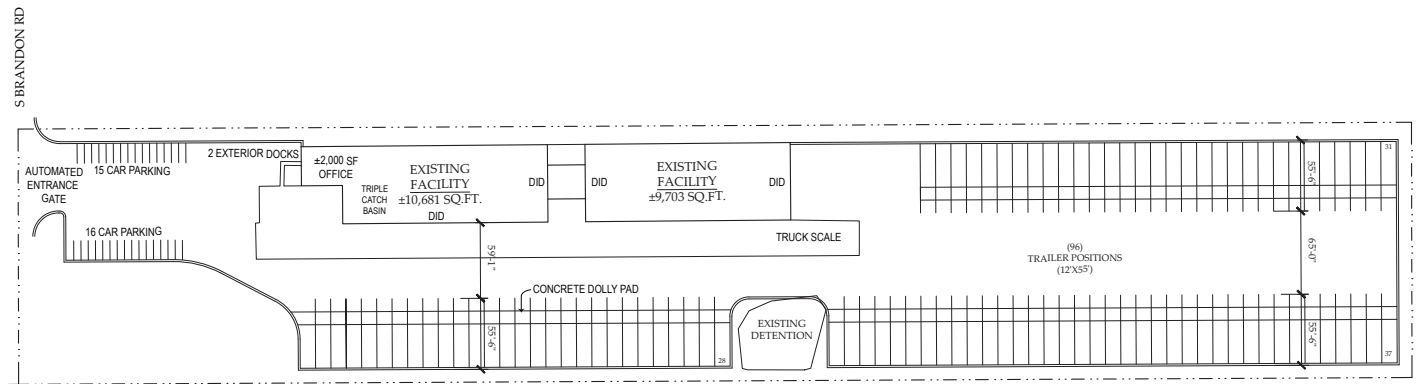 S BRANDON RD
AUTOMATED
ENTRANCE
GATE
15 CAR PARKING
16 CAR PARKING
2 EXTERIOR DOCKS
±2,000 SF
OFFICE
TRIPLE
CATCH
BASIN
EXISTING
FACILITY
±10,681 SQ.FT.
DID
DID
DID
EXISTING
FACILITY
±9,703 SQ.FT.
DID
TRUCK SCALE
59'-1"
CONCRETE DOLLY PAD
55'-6"
28
EXISTING
DETENTION
(96)
TRAILER POSITIONS
(12'X55')
31
55'-6"
65'-0"
55'-6"
37